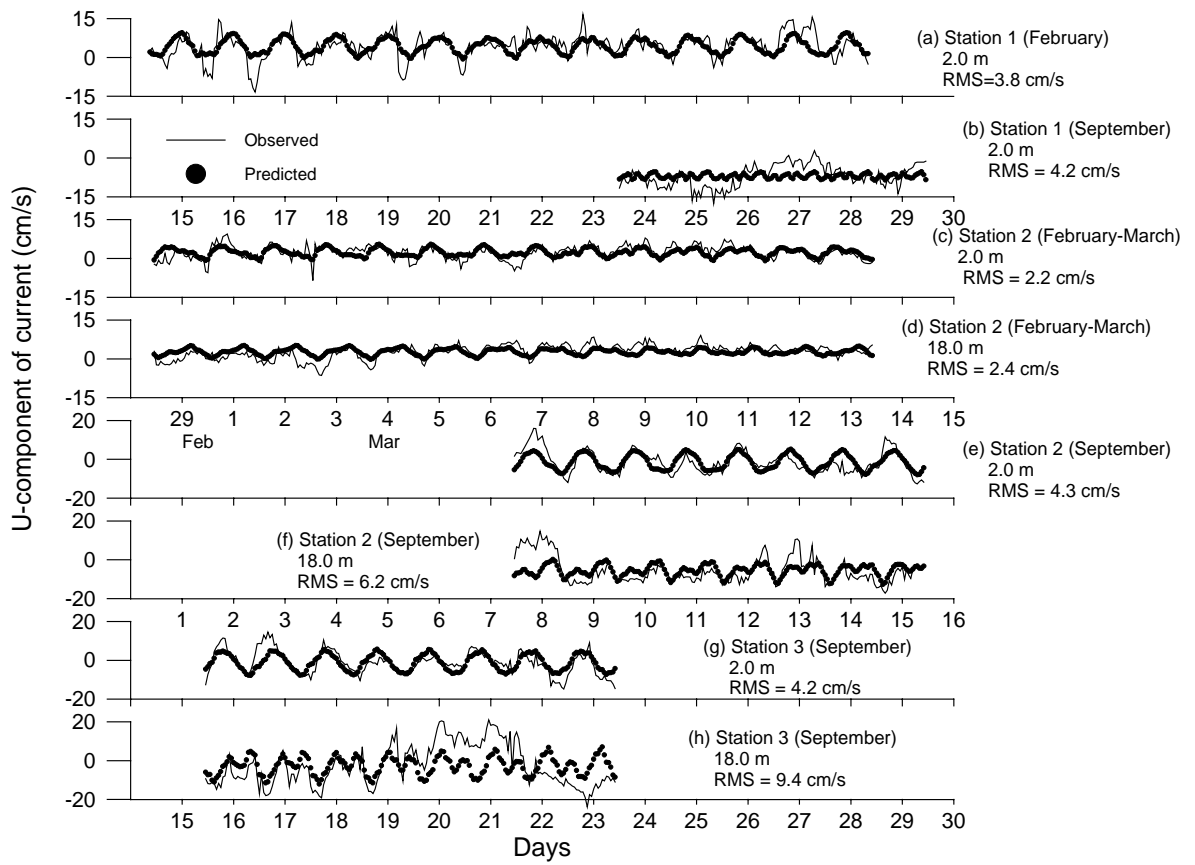 U-component of current (cm/s)
15
0
-15
(a) Station 1 (February)
2.0 m
RMS=3.8 cm/s
15
0
-15
Observed
Predicted
(b) Station 1 (September)
2.0 m
RMS = 4.2 cm/s
15 16 17 18 19 20 21 22 23 24 25 26 27 28 29 30
15
0
-15
(c) Station 2 (February-March)
2.0 m
RMS = 2.2 cm/s
15
0
-15
(d) Station 2 (February-March)
18.0 m
RMS = 2.4 cm/s
29 1 2 3 4 5 6 7 8 9 10 11 12 13 14 15
Feb Mar
20
0
-20
(e) Station 2 (September)
2.0 m
RMS = 4.3 cm/s
20
0
-20
(f) Station 2 (September)
18.0 m
RMS = 6.2 cm/s
1 2 3 4 5 6 7 8 9 10 11 12 13 14 15 16
20
0
-20
(g) Station 3 (September)
2.0 m
RMS = 4.2 cm/s
20
0
-20
(h) Station 3 (September)
18.0 m
RMS = 9.4 cm/s
15 16 17 18 19 20 21 22 23 24 25 26 27 28 29 30
Days